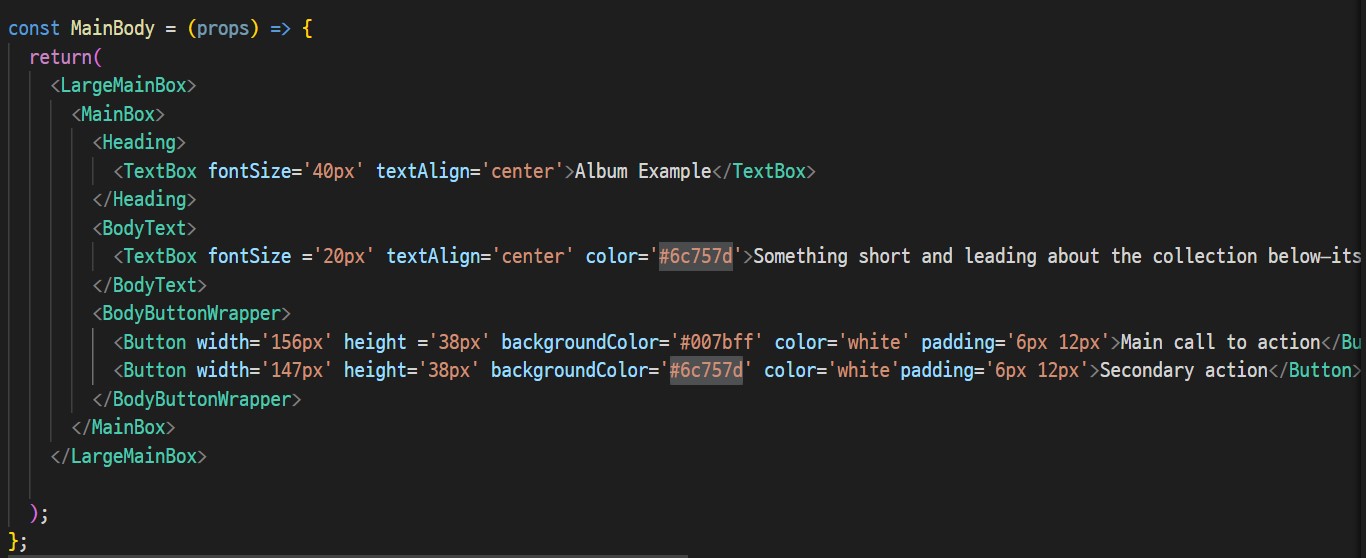 const MainBody = (props) => {
return(
<LargeMainBox>
<MainBox>
<Heading>
<TextBox fontSize='40px' textAlign='center'>Album Example</TextBox>
</Heading>
<BodyText>
<TextBox fontSize ='20px' textAlign='center' color='#6c757d'>Something short and leading about the collection below—its
</BodyText>
<BodyButtonWrapper>
<Button width='156px' height ='38px' backgroundColor='#007bff' color='white' padding='6px 12px'>Main call to action</Bu
<Button width='147px' height='38px' backgroundColor='#6c757d' color='white'padding='6px 12px'>Secondary action</Button>
</BodyButtonWrapper>
</MainBox>
</LargeMainBox>
);
};